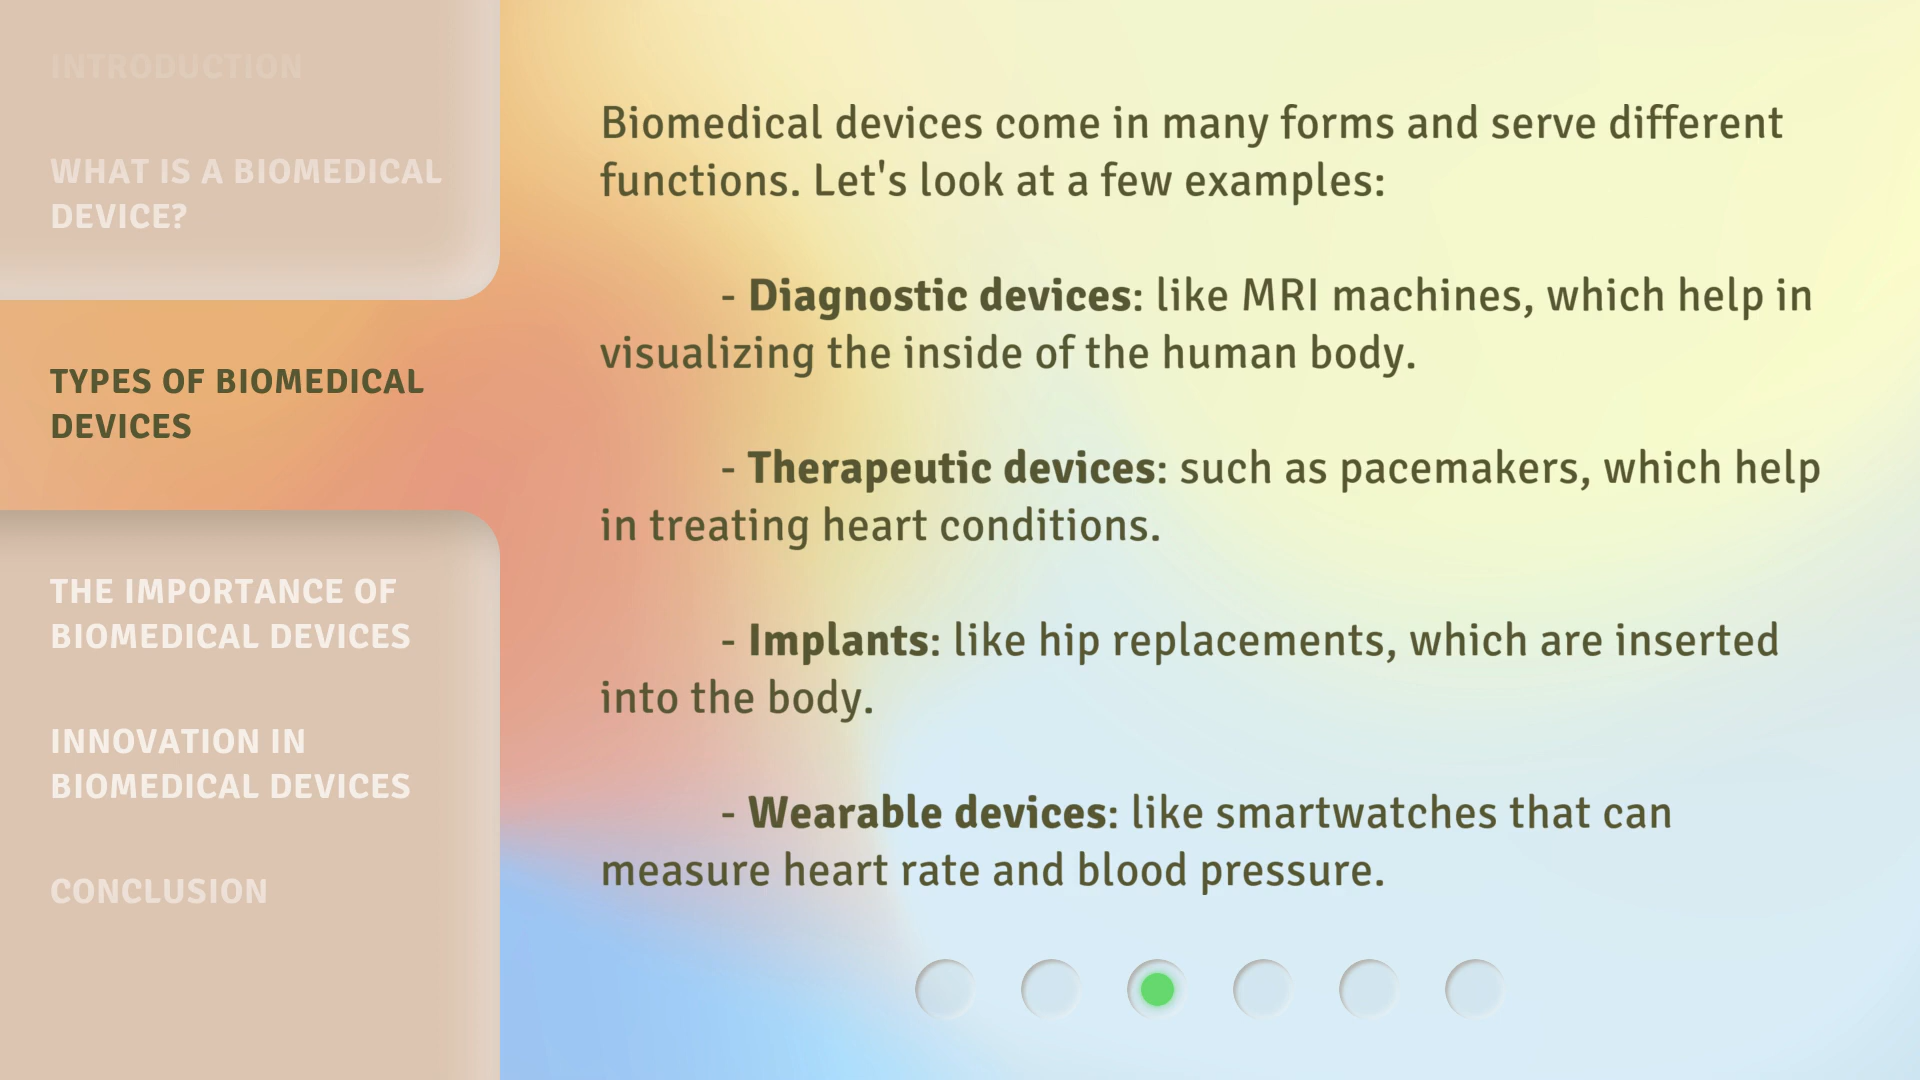 INTRODUCTION
WHAT IS A BIOMEDICAL
DEVICE?
TYPES OF BIOMEDICAL
DEVICES
THE IMPORTANCE OF
BIOMEDICAL DEVICES
INNOVATION IN
BIOMEDICAL DEVICES
CONCLUSION
Biomedical devices come in many forms and serve different
functions. Let's look at a few examples:
- Diagnostic devices: like MRI machines, which help in
visualizing the inside of the human body.
- Therapeutic devices: such as pacemakers, which help
in treating heart conditions.
- Implants: like hip replacements, which are inserted
into the body.
- Wearable devices: like smartwatches that can
measure heart rate and blood pressure.